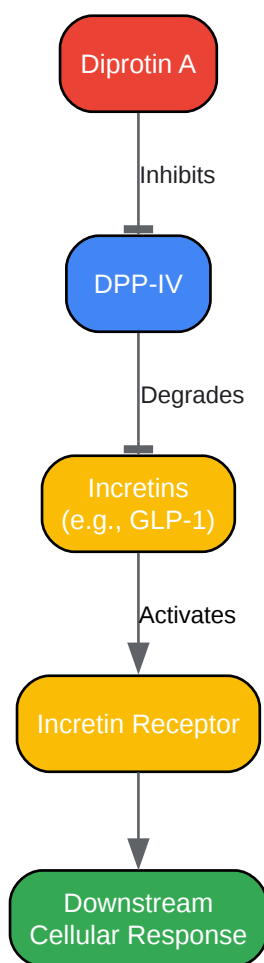 Diprotin A
Inhibits
DPP-IV
Degrades
Incretins
(e.g., GLP-1)
Activates
Incretin Receptor
Downstream
Cellular Response